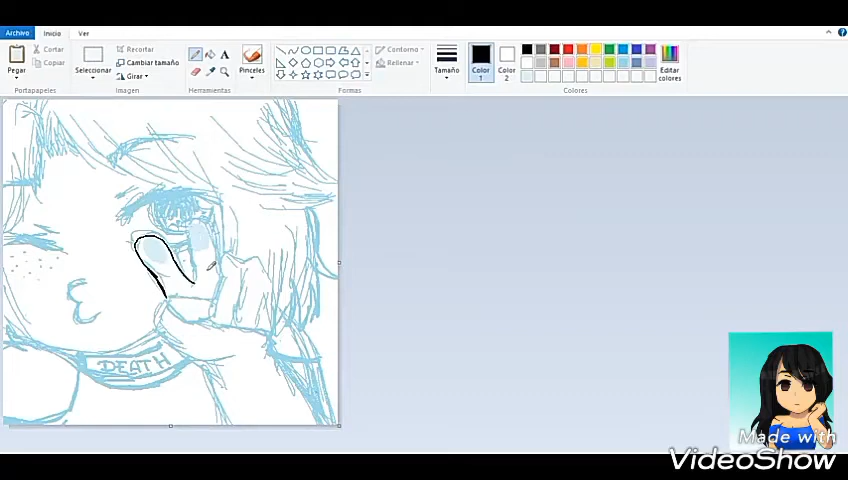 Archivo Inicio Ver
Pegar Cortar Copiar Seleccionar Recortar Cambiar tamaño Girar Pinceles Contorno Rellenar Tamaño Color 1 Color 2 Editar colores
Portapapeles Imagen Herramientas Formas Colores
DEATH
Made with
VideoShow